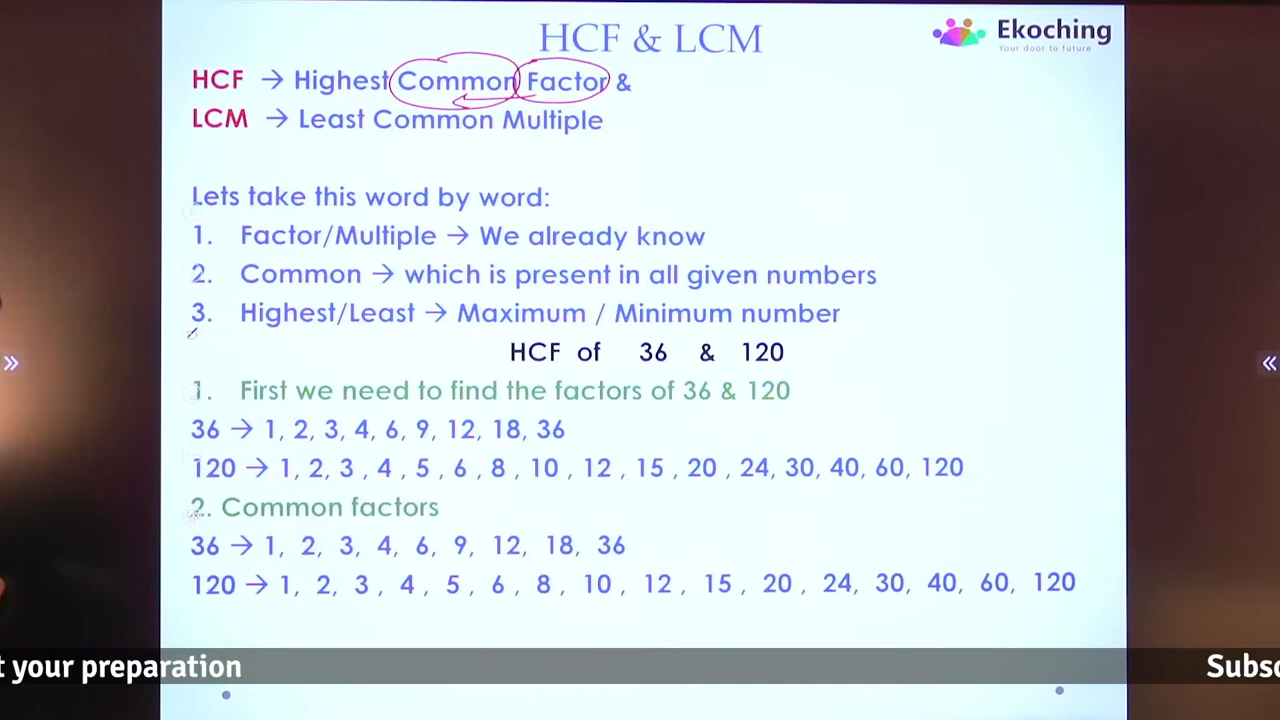 HCF & LCM
Ekoching
Your door to future
HCF → Highest Common Factor &
LCM → Least Common Multiple
Lets take this word by word:
1. Factor/Multiple → We already know
2. Common → which is present in all given numbers
3. Highest/Least → Maximum / Minimum number
HCF of 36 & 120
1. First we need to find the factors of 36 & 120
36 → 1, 2, 3, 4, 6, 9, 12, 18, 36
120 → 1, 2, 3 , 4 , 5 , 6 , 8 , 10 , 12 , 15 , 20 , 24, 30, 40, 60, 120
2. Common factors
36 → 1, 2, 3, 4, 6, 9, 12, 18, 36
120 → 1, 2, 3 , 4 , 5 , 6 , 8 , 10 , 12 , 15 , 20 , 24, 30, 40, 60, 120
t your preparation
Subsc